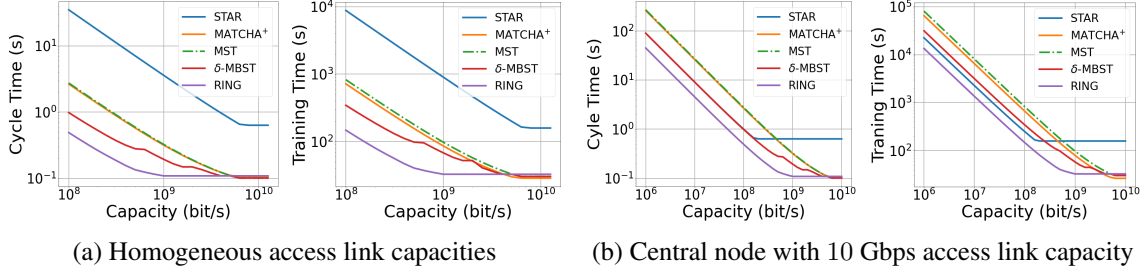 Cycle Time (s)
10¹
10⁰
10⁻¹
10⁸
10⁹
10¹⁰
Capacity (bit/s)
STAR
MATCHA⁺
MST
δ-MBST
RING
Training Time (s)
10⁴
10³
10²
10⁸
10⁹
10¹⁰
Capacity (bit/s)
STAR
MATCHA⁺
MST
δ-MBST
RING
(a) Homogeneous access link capacities
Cyle Time (s)
10²
10¹
10⁰
10⁻¹
10⁶
10⁷
10⁸
10⁹
10¹⁰
Capacity (bit/s)
STAR
MATCHA⁺
MST
δ-MBST
RING
Traning Time (s)
10⁵
10⁴
10³
10²
10⁶
10⁷
10⁸
10⁹
10¹⁰
Capacity (bit/s)
STAR
MATCHA⁺
MST
δ-MBST
RING
(b) Central node with 10 Gbps access link capacity